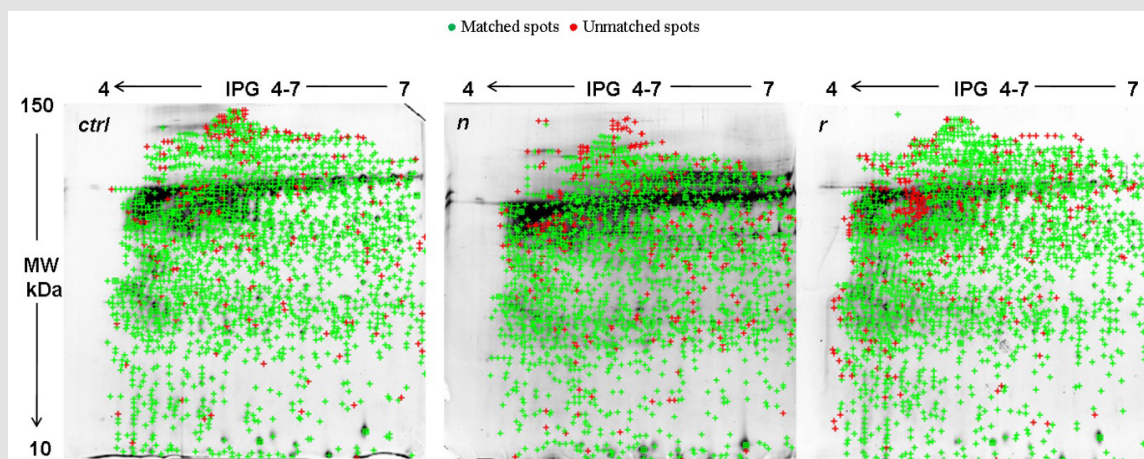 Matched spots Unmatched spots
4 IPG 4-7 7 4 IPG 4-7 7 4 IPG 4-7 7
150
ctrl n r
MW
kDa
10